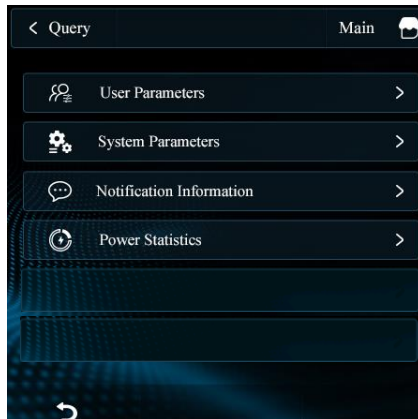 Query
Main
User Parameters
System Parameters
Notification Information
Power Statistics